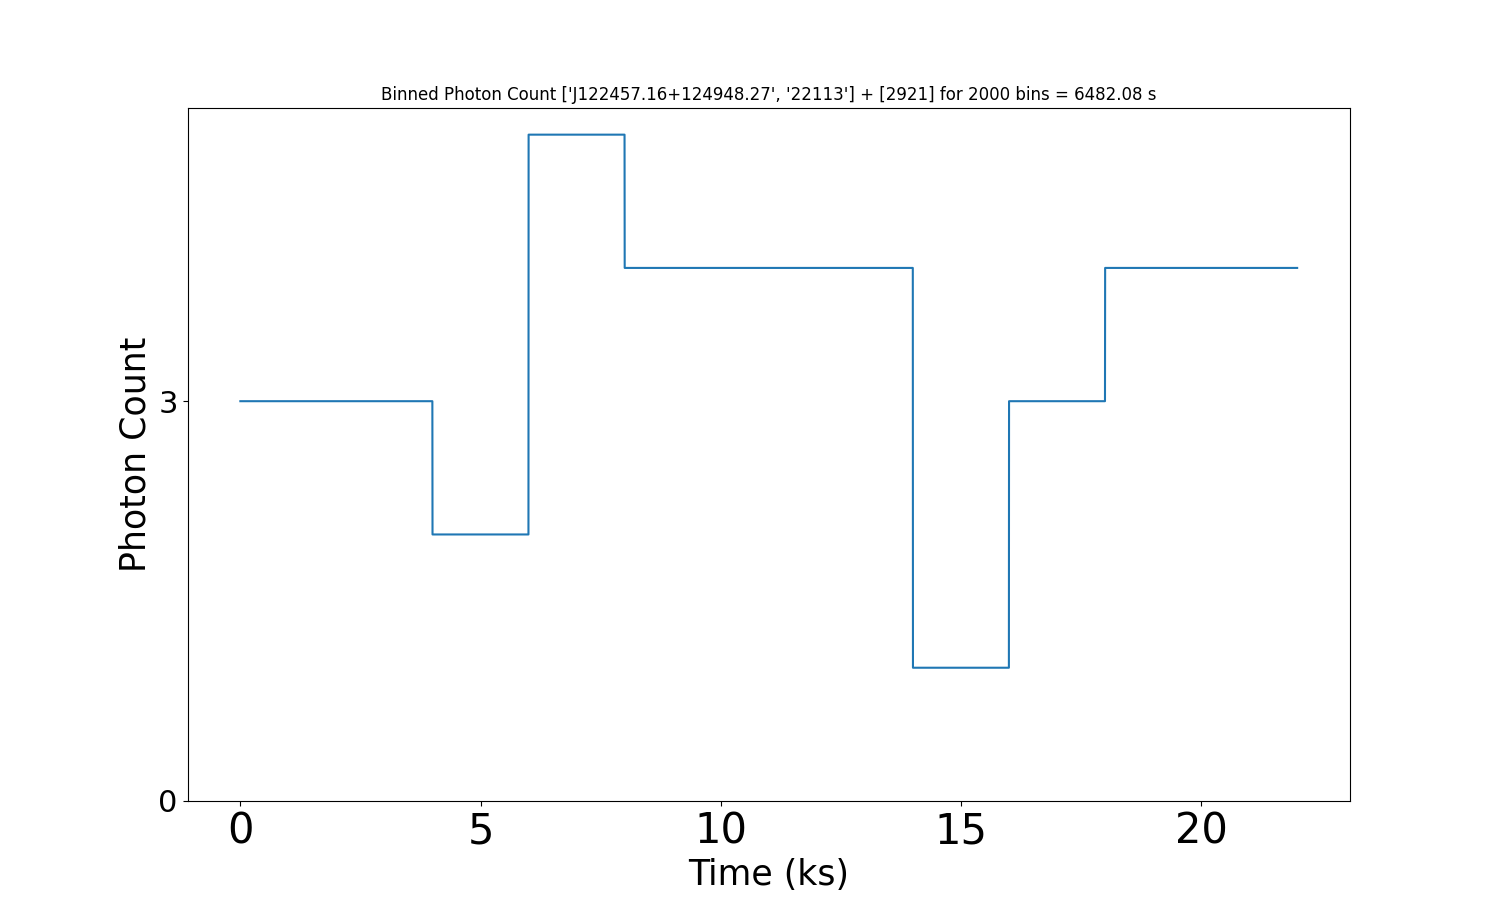 Binned Photon Count ['J122457.16+124948.27', '22113'] + [2921] for 2000 bins = 6482.08 s
Photon Count
3
0
0 5 10 15 20
Time (ks)